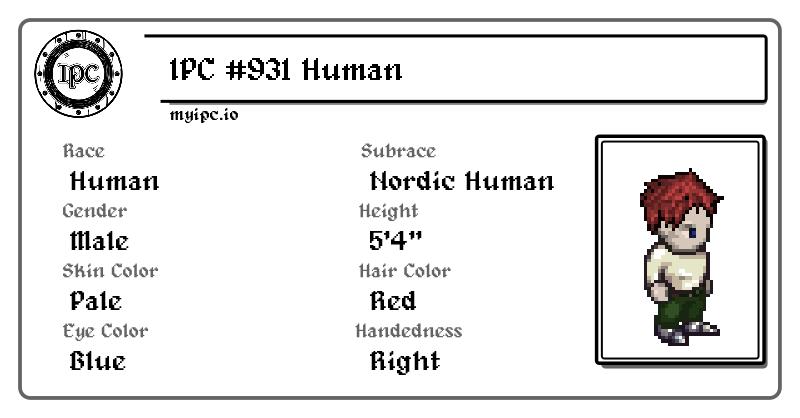 IPC
IPC #931 Human
myipc.io
Race
Human
Subrace
Nordic Human
Gender
Male
Height
5'4"
Skin Color
Pale
Hair Color
Red
Eye Color
Blue
Handedness
Right